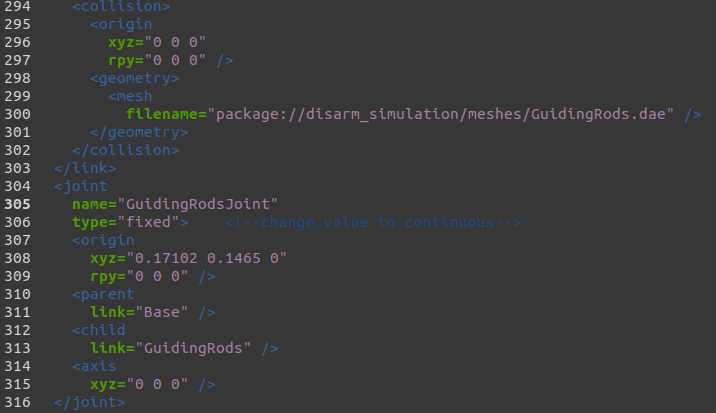 294     <collision>
295       <origin
296         xyz="0 0 0"
297         rpy="0 0 0" />
298       <geometry>
299         <mesh
300           filename="package://disarm_simulation/meshes/GuidingRods.dae" />
301       </geometry>
302     </collision>
303   </link>
304   <joint
305     name="GuidingRodsJoint"
306     type="fixed">    <!--change value to continuous-->
307     <origin
308       xyz="0.17102 0.1465 0"
309       rpy="0 0 0" />
310     <parent
311       link="Base" />
312     <child
313       link="GuidingRods" />
314     <axis
315       xyz="0 0 0" />
316   </joint>